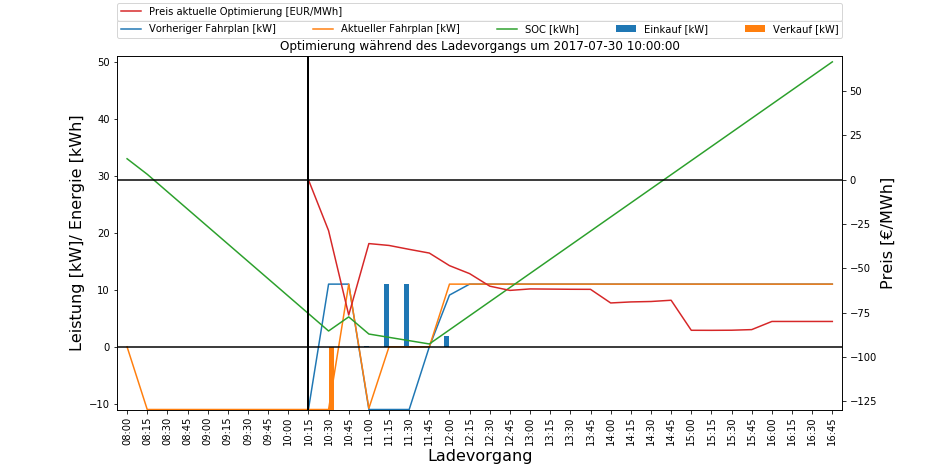 Preis aktuelle Optimierung [EUR/MWh]
Vorheriger Fahrplan [kW] Aktueller Fahrplan [kW] SOC [kWh] Einkauf [kW] Verkauf [kW]
Optimierung während des Ladevorgangs um 2017-07-30 10:00:00
Leistung [kW]/ Energie [kWh]
50
40
30
20
10
0
−10
Preis [€/MWh]
50
25
0
−25
−50
−75
−100
−125
08:00 08:15 08:30 08:45 09:00 09:15 09:30 09:45 10:00 10:15 10:30 10:45 11:00 11:15 11:30 11:45 12:00 12:15 12:30 12:45 13:00 13:15 13:30 13:45 14:00 14:15 14:30 14:45 15:00 15:15 15:30 15:45 16:00 16:15 16:30 16:45
Ladevorgang